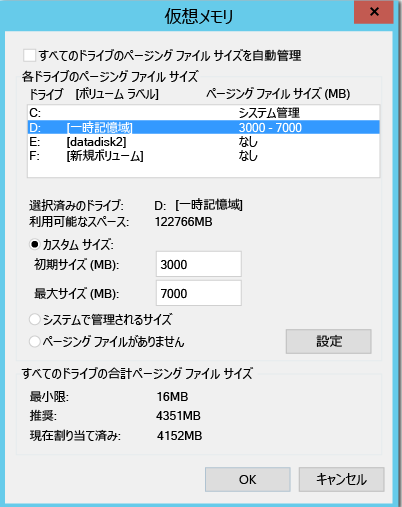 仮想メモリ
すべてのドライブのページング ファイル サイズを自動管理
各ドライブのページング ファイル サイズ
ドライブ [ボリューム ラベル] ページング ファイル サイズ (MB)
C: システム管理
D: [一時記憶域] 3000 - 7000
E: [datadisk2] なし
F: [新規ボリューム] なし
選択済みのドライブ: D: [一時記憶域]
利用可能なスペース: 122766MB
カスタム サイズ:
初期サイズ (MB): 3000
最大サイズ (MB): 7000
システムで管理されるサイズ
ページング ファイルがありません 設定
すべてのドライブの合計ページング ファイル サイズ
最小限: 16MB
推奨: 4351MB
現在割り当て済み: 4152MB
OK キャンセル